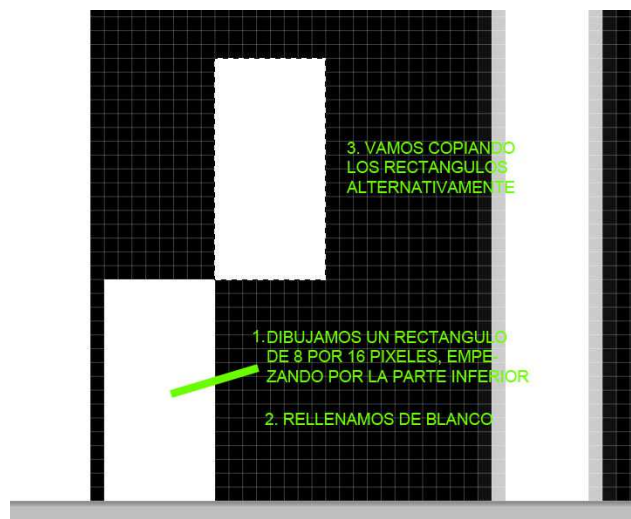 3. VAMOS COPIANDO
LOS RECTANGULOS
ALTERNATIVAMENTE
1. DIBUJAMOS UN RECTANGULO
DE 8 POR 16 PIXELES, EMPE-
ZANDO POR LA PARTE INFERIOR
2. RELLENAMOS DE BLANCO